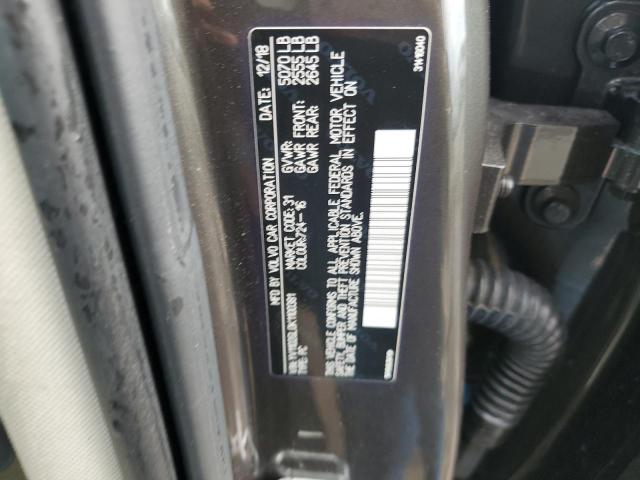 MFD BY VOLVO CAR CORPORATION DATE: 12/18
MARKET CODE: 31 GVWR: 5070 LB
COLOUR: 724-16 GAWR FRONT: 2555 LB
TYPE: PC GAWR REAR: 2645 LB
THIS VEHICLE CONFORMS TO ALL APPLICABLE FEDERAL MOTOR VEHICLE
SAFETY, BUMPER AND THEFT PREVENTION STANDARDS IN EFFECT ON
THE DATE OF MANUFACTURE SHOWN ABOVE.
VOLVO